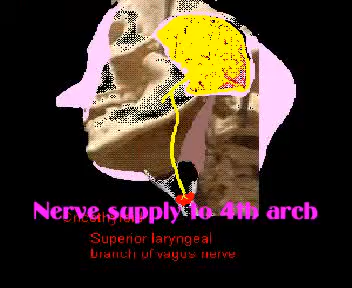 Nerve supply to 4th arch
Superior laryngeal
branch of vagus nerve